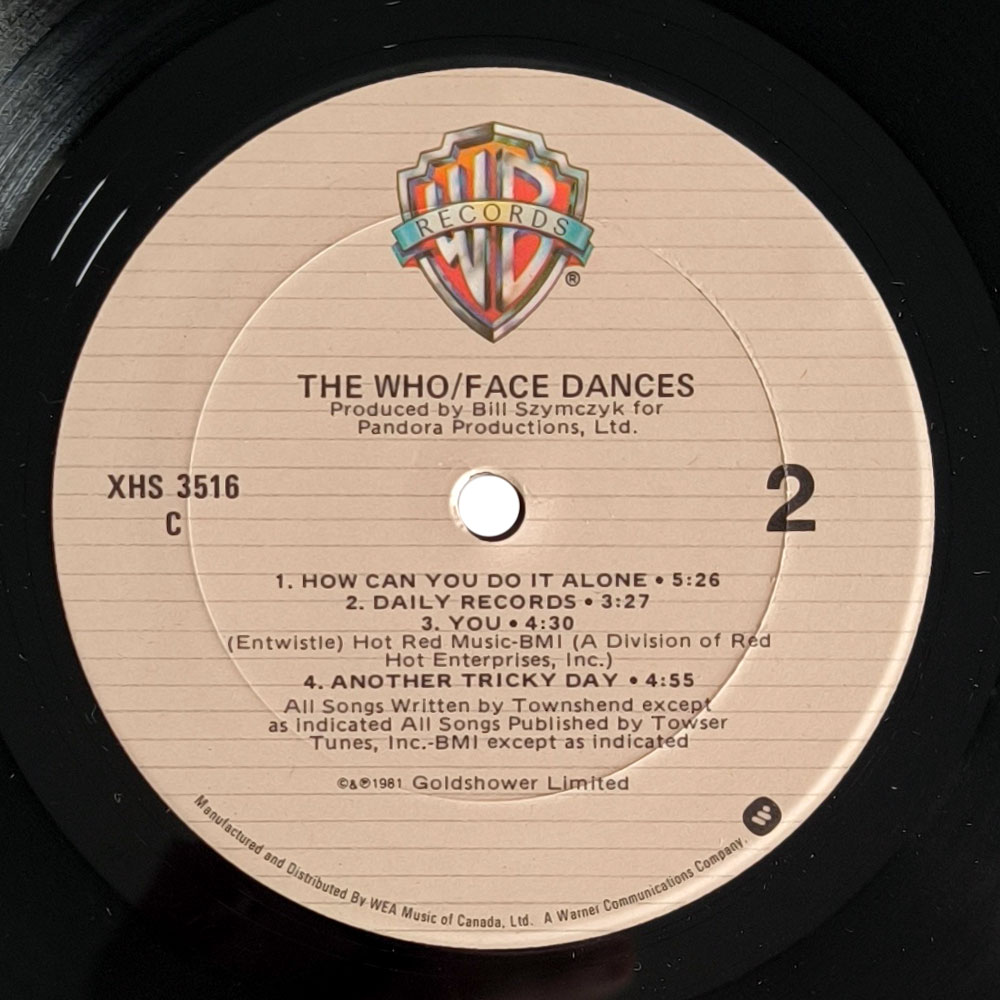 WB
RECORDS
®
THE WHO/FACE DANCES
Produced by Bill Szymczyk for
Pandora Productions, Ltd.
XHS 3516
C
2
1. HOW CAN YOU DO IT ALONE • 5:26
2. DAILY RECORDS • 3:27
3. YOU • 4:30
(Entwistle) Hot Red Music-BMI (A Division of Red
Hot Enterprises, Inc.)
4. ANOTHER TRICKY DAY • 4:55
All Songs Written by Townshend except
as indicated All Songs Published by Towser
Tunes, Inc.-BMI except as indicated
©&℗1981 Goldshower Limited
Manufactured and Distributed By WEA Music of Canada, Ltd. A Warner Communications Company.